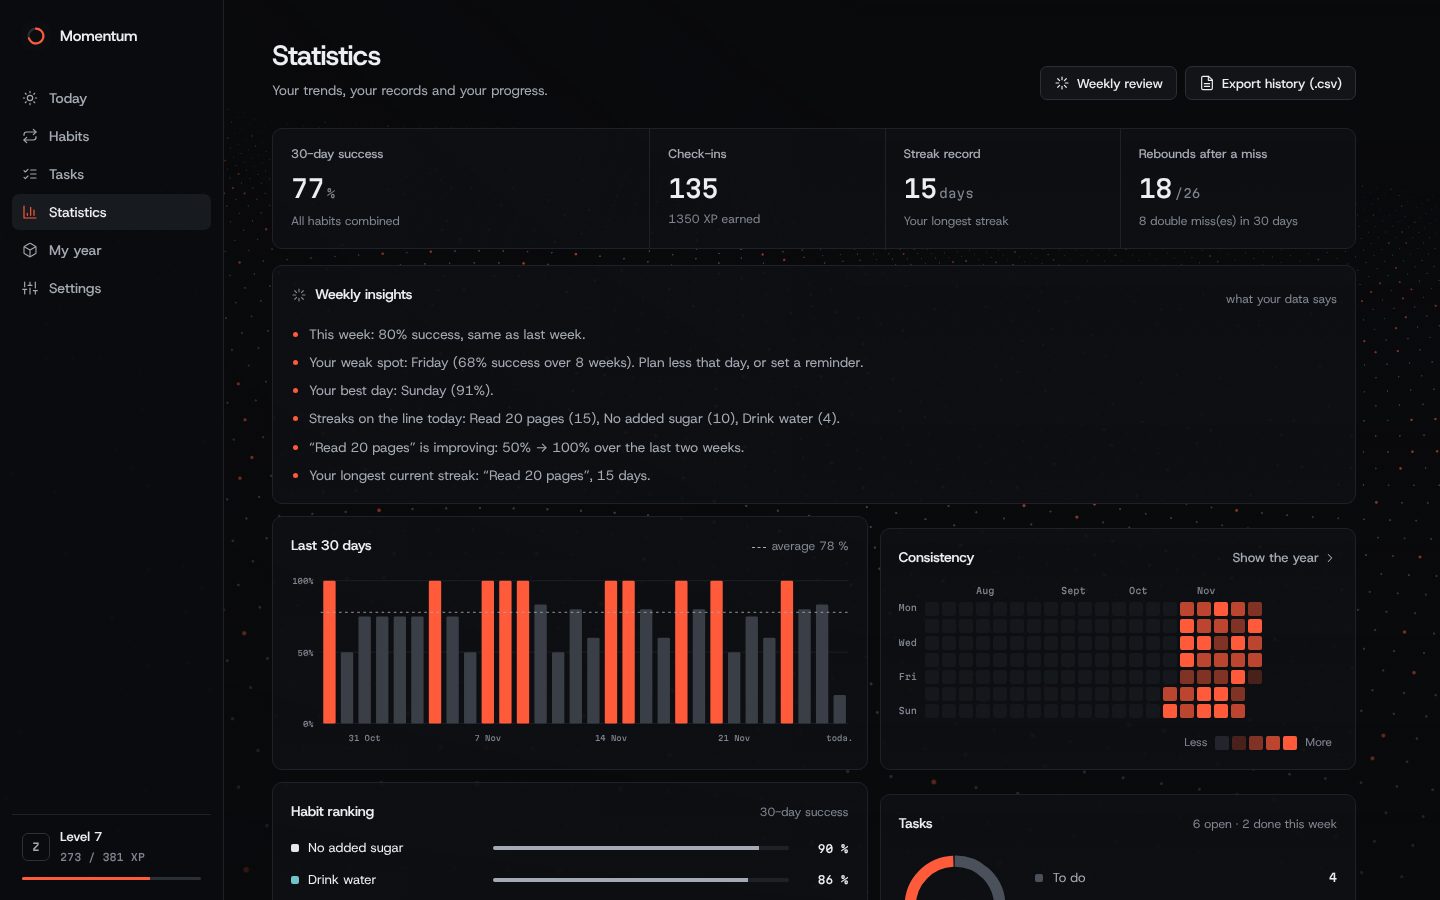 Momentum
Today
Habits
Tasks
Statistics
My year
Settings
Z
Level 7
273 / 381 XP
Statistics
Your trends, your records and your progress.
Weekly review
Export history (.csv)
30-day success
77%
All habits combined
Check-ins
135
1350 XP earned
Streak record
15 days
Your longest streak
Rebounds after a miss
18 /26
8 double miss(es) in 30 days
Weekly insights
what your data says
This week: 80% success, same as last week.
Your weak spot: Friday (68% success over 8 weeks). Plan less that day, or set a reminder.
Your best day: Sunday (91%).
Streaks on the line today: Read 20 pages (15), No added sugar (10), Drink water (4).
“Read 20 pages” is improving: 50% → 100% over the last two weeks.
Your longest current streak: “Read 20 pages”, 15 days.
Last 30 days
--- average 78 %
100%
50%
0%
31 Oct 7 Nov 14 Nov 21 Nov toda.
Consistency
Show the year
Aug Sept Oct Nov
Mon
Wed
Fri
Sun
Less More
Habit ranking
30-day success
No added sugar 90 %
Drink water 86 %
Tasks
6 open · 2 done this week
To do 4